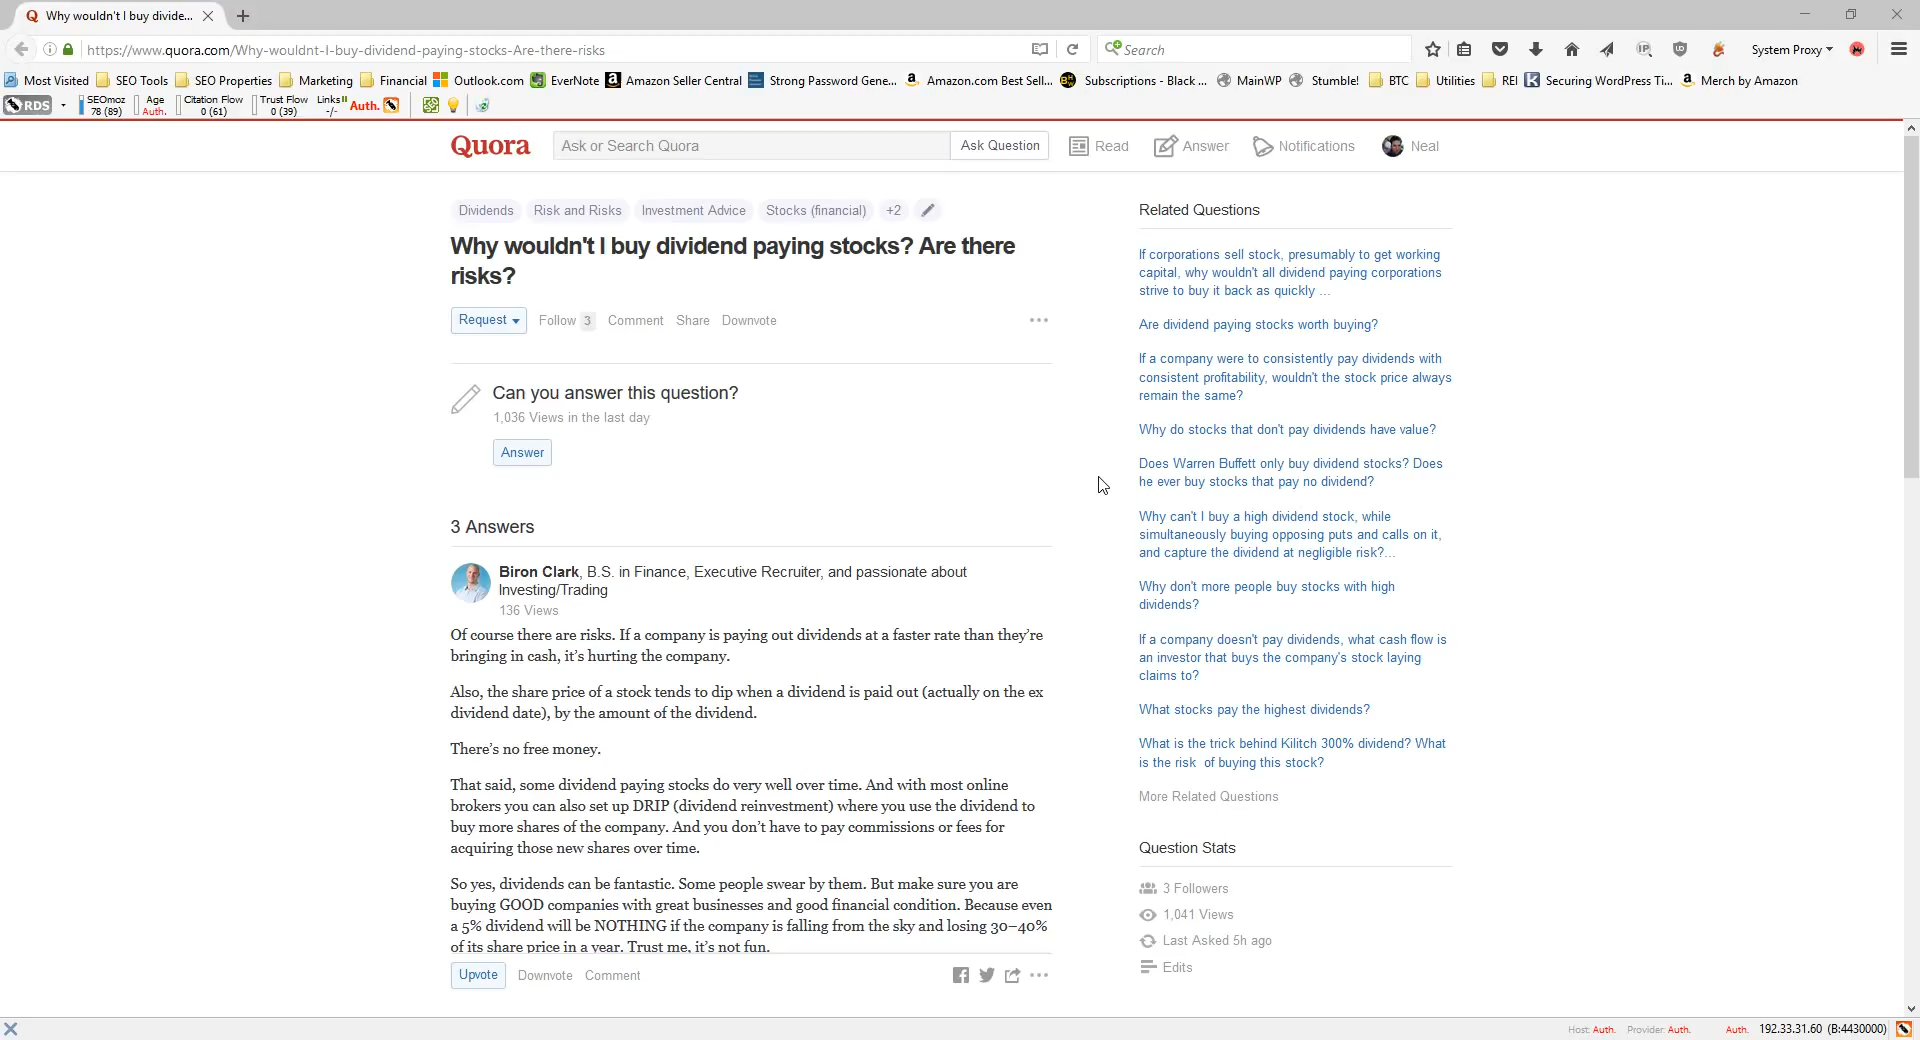 Why wouldn't I buy divide...
https://www.quora.com/Why-wouldnt-I-buy-dividend-paying-stocks-Are-there-risks
Search
IP
System Proxy
Most Visited SEO Tools SEO Properties Marketing Financial Outlook.com EverNote Amazon Seller Central Strong Password Gene... Amazon.com Best Sell... Subscriptions - Black ... MainWP Stumble! BTC Utilities REI Securing WordPress Ti... Merch by Amazon
RDS SEOmoz Age Citation Flow Trust Flow Links Auth.
78 (89) Auth. 0 (61) 0 (39) -/-
Quora Ask or Search Quora Ask Question Read Answer Notifications Neal
Dividends Risk and Risks Investment Advice Stocks (financial) +2
Why wouldn't I buy dividend paying stocks? Are there
risks?
Request Follow 3 Comment Share Downvote
Can you answer this question?
1,036 Views in the last day
Answer
3 Answers
Biron Clark, B.S. in Finance, Executive Recruiter, and passionate about
Investing/Trading
136 Views
Of course there are risks. If a company is paying out dividends at a faster rate than they’re
bringing in cash, it’s hurting the company.
Also, the share price of a stock tends to dip when a dividend is paid out (actually on the ex
dividend date), by the amount of the dividend.
There’s no free money.
That said, some dividend paying stocks do very well over time. And with most online
brokers you can also set up DRIP (dividend reinvestment) where you use the dividend to
buy more shares of the company. And you don’t have to pay commissions or fees for
acquiring those new shares over time.
So yes, dividends can be fantastic. Some people swear by them. But make sure you are
buying GOOD companies with great businesses and good financial condition. Because even
a 5% dividend will be NOTHING if the company is falling from the sky and losing 30–40%
of its share price in a year. Trust me, it’s not fun.
Upvote Downvote Comment
Related Questions
If corporations sell stock, presumably to get working
capital, why wouldn't all dividend paying corporations
strive to buy it back as quickly ...
Are dividend paying stocks worth buying?
If a company were to consistently pay dividends with
consistent profitability, wouldn't the stock price always
remain the same?
Why do stocks that don't pay dividends have value?
Does Warren Buffett only buy dividend stocks? Does
he ever buy stocks that pay no dividend?
Why can't I buy a high dividend stock, while
simultaneously buying opposing puts and calls on it,
and capture the dividend at negligible risk?...
Why don't more people buy stocks with high
dividends?
If a company doesn't pay dividends, what cash flow is
an investor that buys the company's stock laying
claims to?
What stocks pay the highest dividends?
What is the trick behind Kilitch 300% dividend? What
is the risk of buying this stock?
More Related Questions
Question Stats
3 Followers
1,041 Views
Last Asked 5h ago
Edits
Host: Auth. Provider: Auth. Auth. 192.33.31.60 (B:4430000)